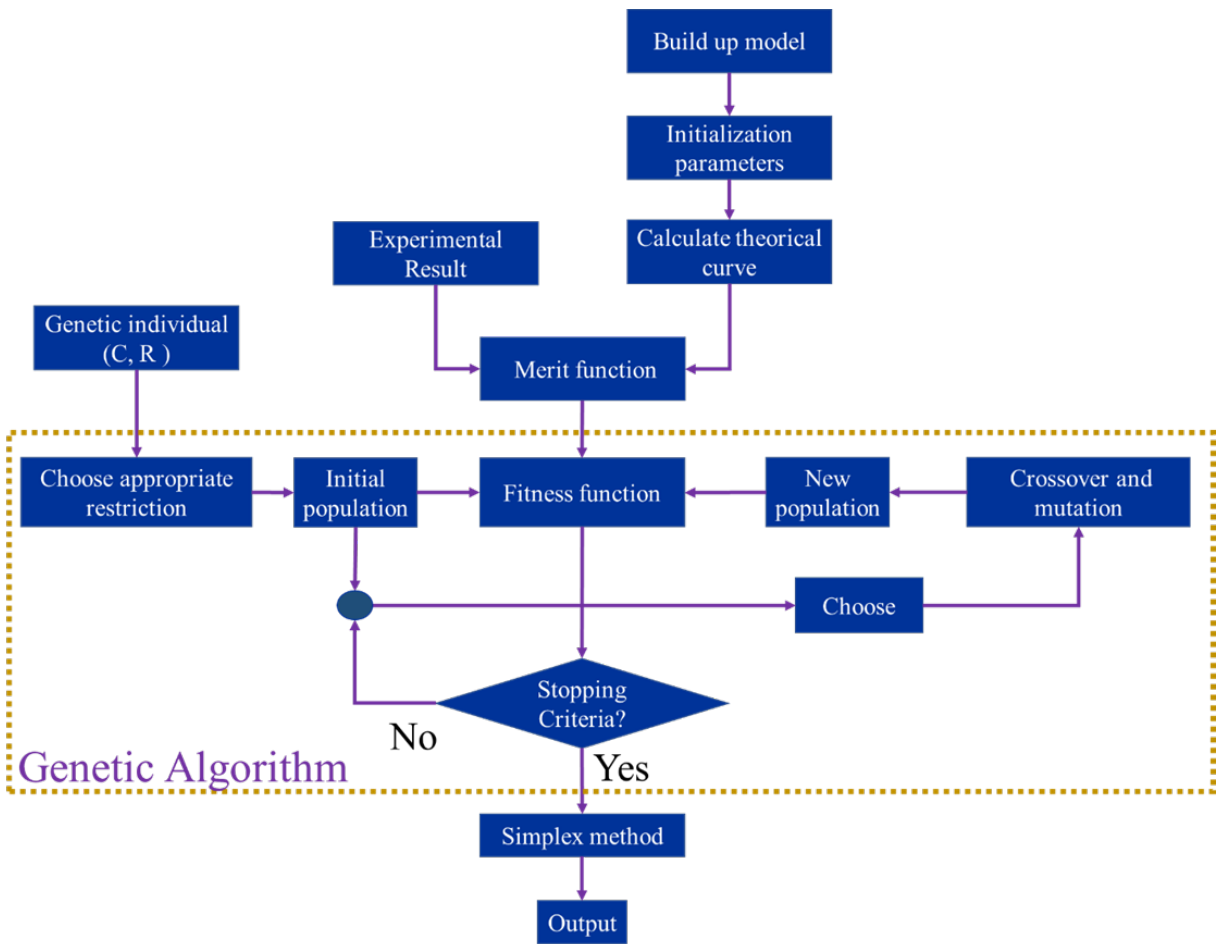 Build up model
Initialization
parameters
Experimental
Result
Calculate theorical
curve
Genetic individual
(C, R )
Merit function
Choose appropriate
restriction
Initial
population
Fitness function
New
population
Crossover and
mutation
Choose
Stopping
Criteria?
No
Yes
Genetic Algorithm
Simplex method
Output